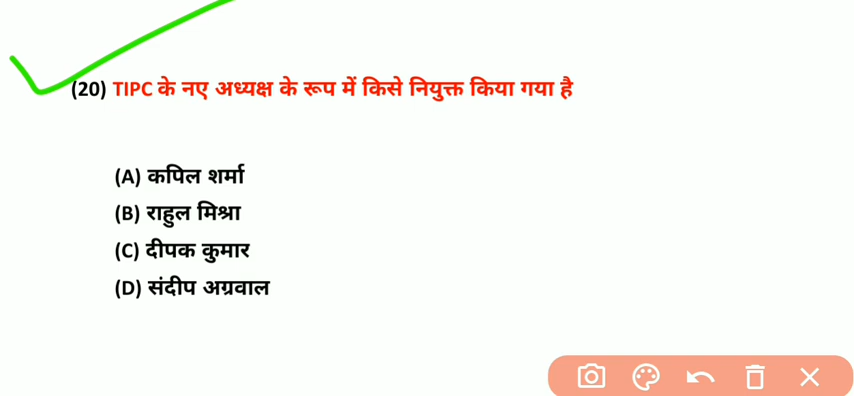 (20) TIPC के नए अध्यक्ष के रूप में किसे नियुक्त किया गया है
(A) कपिल शर्मा
(B) राहुल मिश्रा
(C) दीपक कुमार
(D) संदीप अग्रवाल